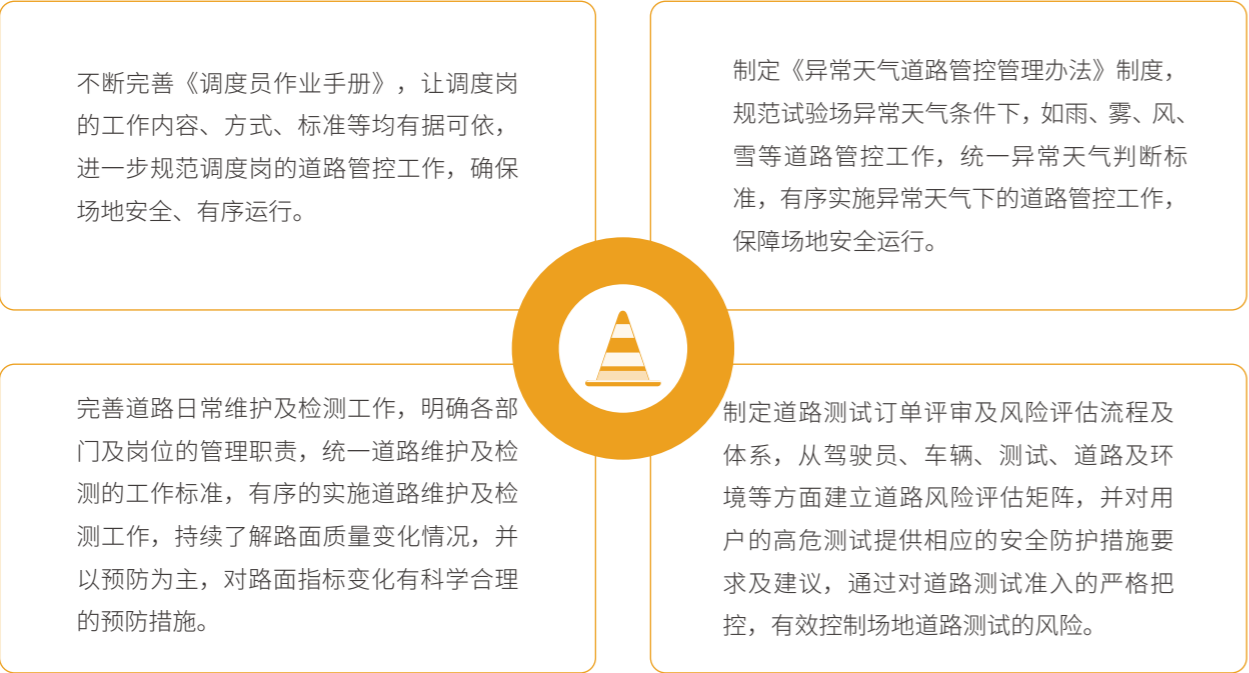 不断完善《调度员作业手册》，让调度岗
的工作内容、方式、标准等均有据可依，
进一步规范调度岗的道路管控工作，确保
场地安全、有序运行。
制定《异常天气道路管控管理办法》制度，
规范试验场异常天气条件下，如雨、雾、风、
雪等道路管控工作，统一异常天气判断标
准，有序实施异常天气下的道路管控工作，
保障场地安全运行。
完善道路日常维护及检测工作，明确各部
门及岗位的管理职责，统一道路维护及检
测的工作标准，有序的实施道路维护及检
测工作，持续了解路面质量变化情况，并
以预防为主，对路面指标变化有科学合理
的预防措施。
制定道路测试订单评审及风险评估流程及
体系，从驾驶员、车辆、测试、道路及环
境等方面建立道路风险评估矩阵，并对用
户的高危测试提供相应的安全防护措施要
求及建议，通过对道路测试准入的严格把
控，有效控制场地道路测试的风险。